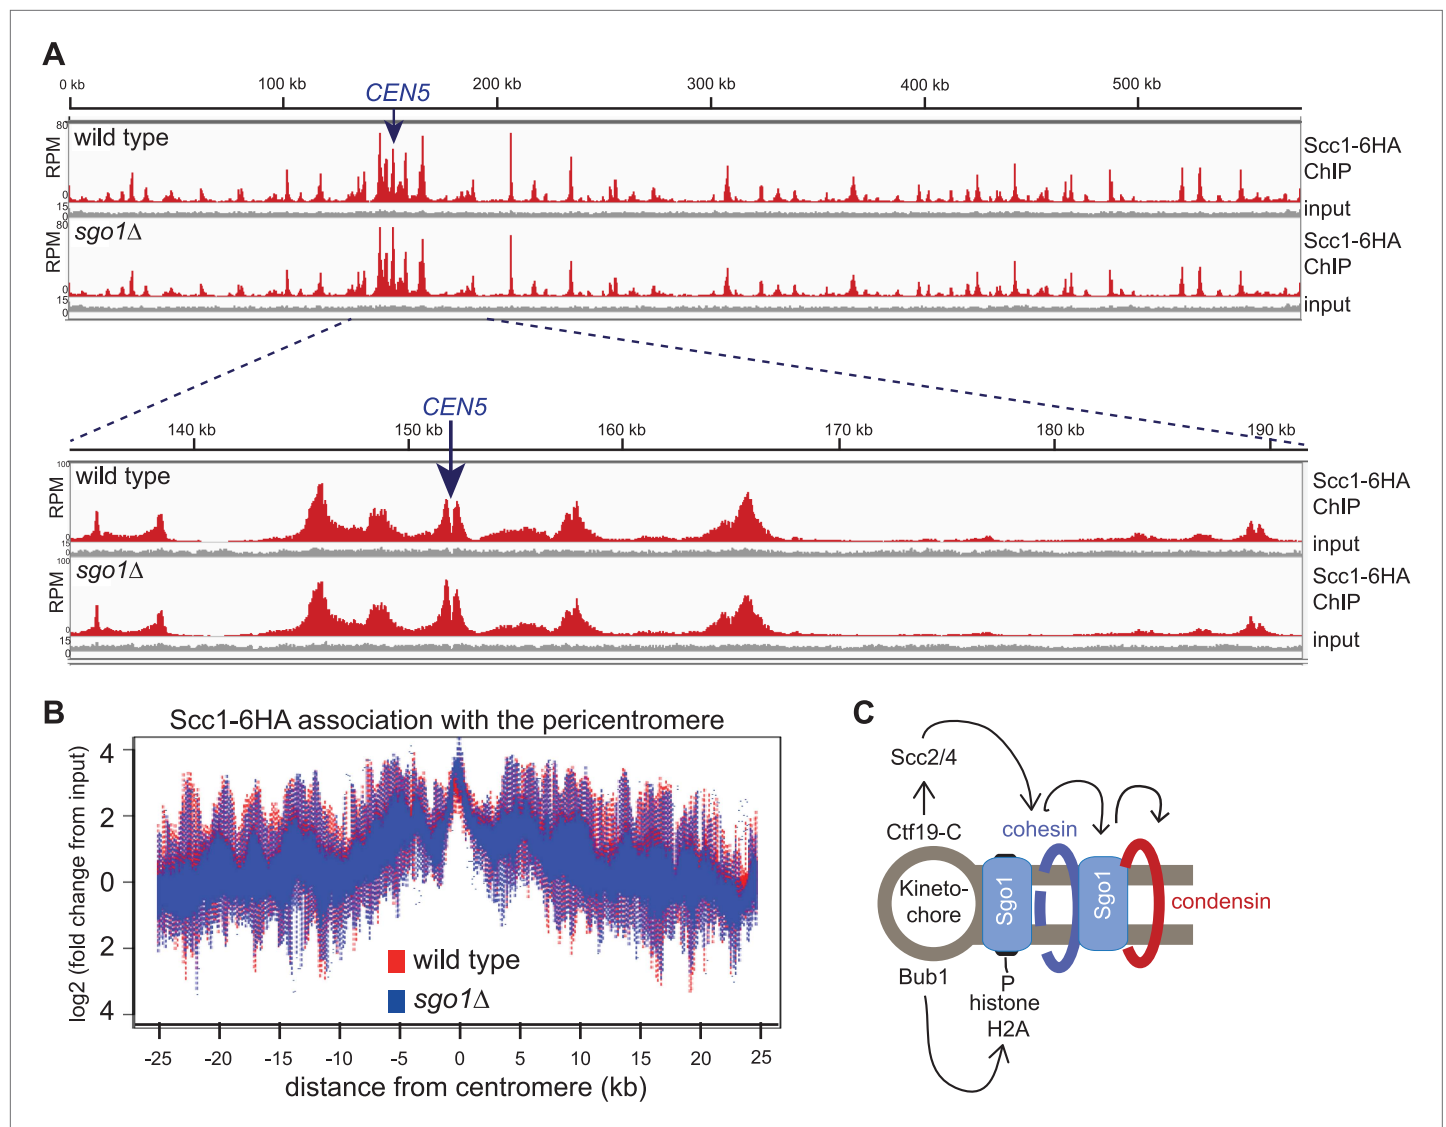 A
0 kb
100 kb
200 kb
300 kb
400 kb
500 kb
CEN5
80
RPM
0
wild type
Scc1-6HA
ChIP
15
0
input
80
RPM
0
sgo1Δ
Scc1-6HA
ChIP
15
0
input
CEN5
140 kb
150 kb
160 kb
170 kb
180 kb
190 kb
100
RPM
0
wild type
Scc1-6HA
ChIP
15
0
input
100
RPM
0
sgo1Δ
Scc1-6HA
ChIP
15
0
input
B
Scc1-6HA association with the pericentromere
log2 (fold change from input)
4
2
0
2
4
wild type
sgo1Δ
-25
-20
-15
-10
-5
0
5
10
15
20
25
distance from centromere (kb)
C
Scc2/4
Ctf19-C
cohesin
Kineto-
chore
Sgo1
Sgo1
condensin
Bub1
P
histone
H2A